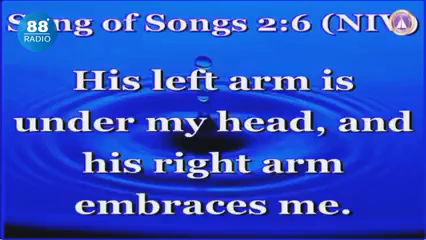 Song of Songs 2:6 (NIV)
88
RADIO
His left arm is
under my head, and
his right arm
embraces me.